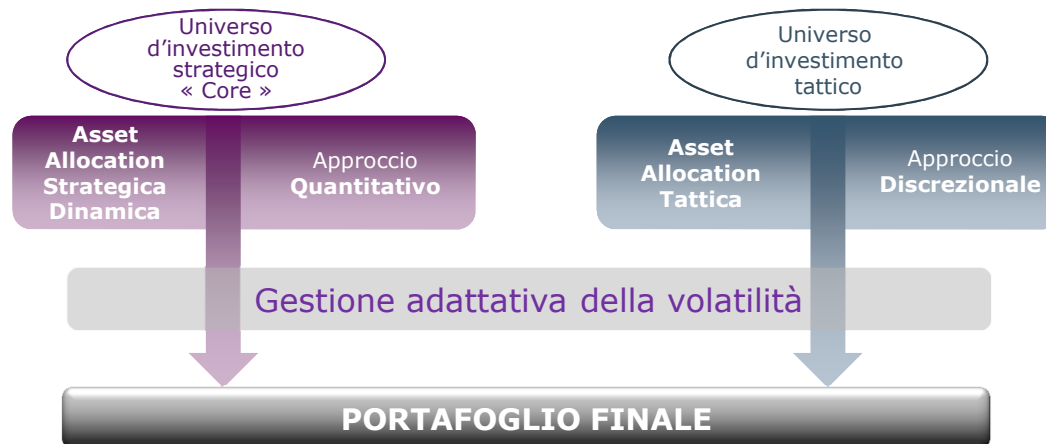 Universo
d’investimento
strategico
« Core »
Universo
d’investimento
tattico
Asset
Allocation
Strategica
Dinamica
Approccio
Quantitativo
Asset
Allocation
Tattica
Approccio
Discrezionale
Gestione adattativa della volatilità
PORTAFOGLIO FINALE